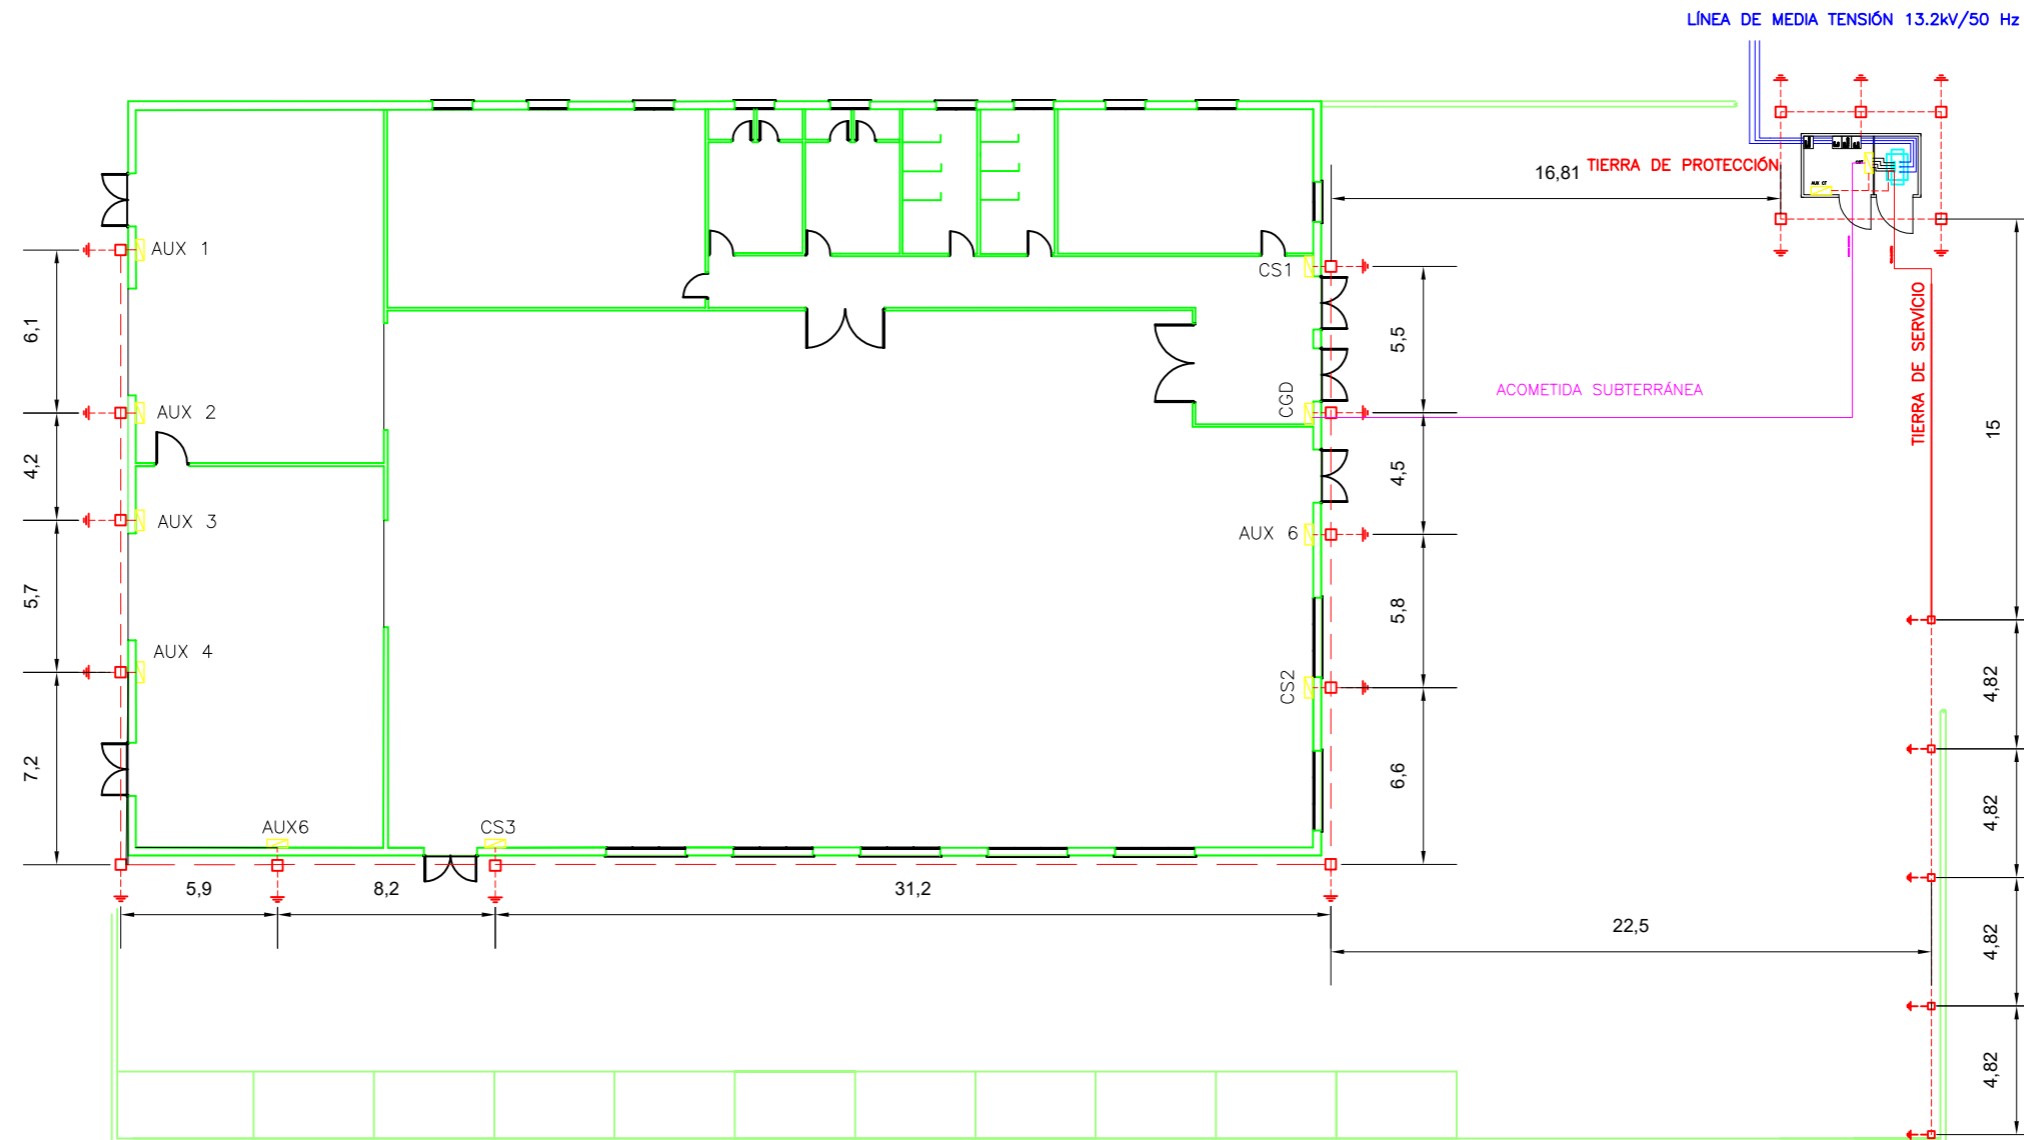 LÍNEA DE MEDIA TENSIÓN 13.2kV/50 Hz
16,81
TIERRA DE PROTECCIÓN
AUX CT
AUX 1
CS1
6,1
5,5
TIERRA DE SERVICIO
15
ACOMETIDA SUBTERRÁNEA
CGD
AUX 2
4,2
4,5
AUX 3
AUX 6
5,7
5,8
AUX 4
CS2
4,82
7,2
6,6
4,82
AUX6
CS3
5,9
8,2
31,2
22,5
4,82
4,82